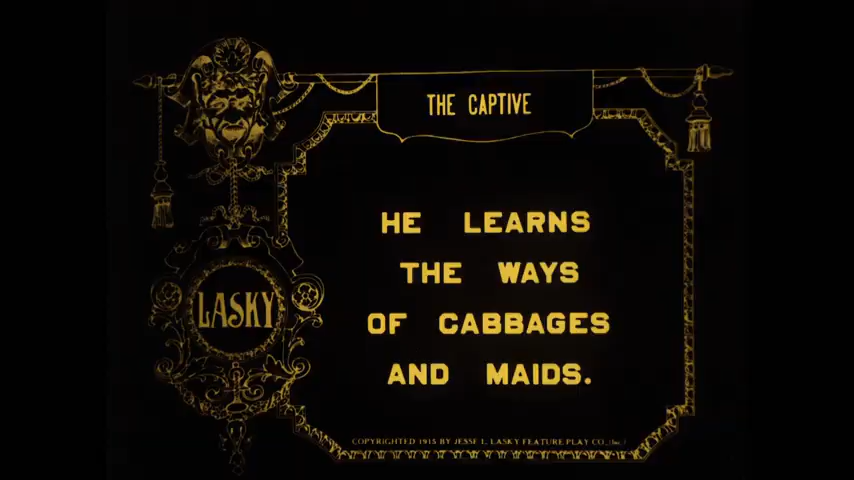 THE CAPTIVE
HE LEARNS
THE WAYS
OF CABBAGES
AND MAIDS.
LASKY
COPYRIGHTED 1915 BY JESSE L. LASKY FEATURE PLAY CO., (Inc.)